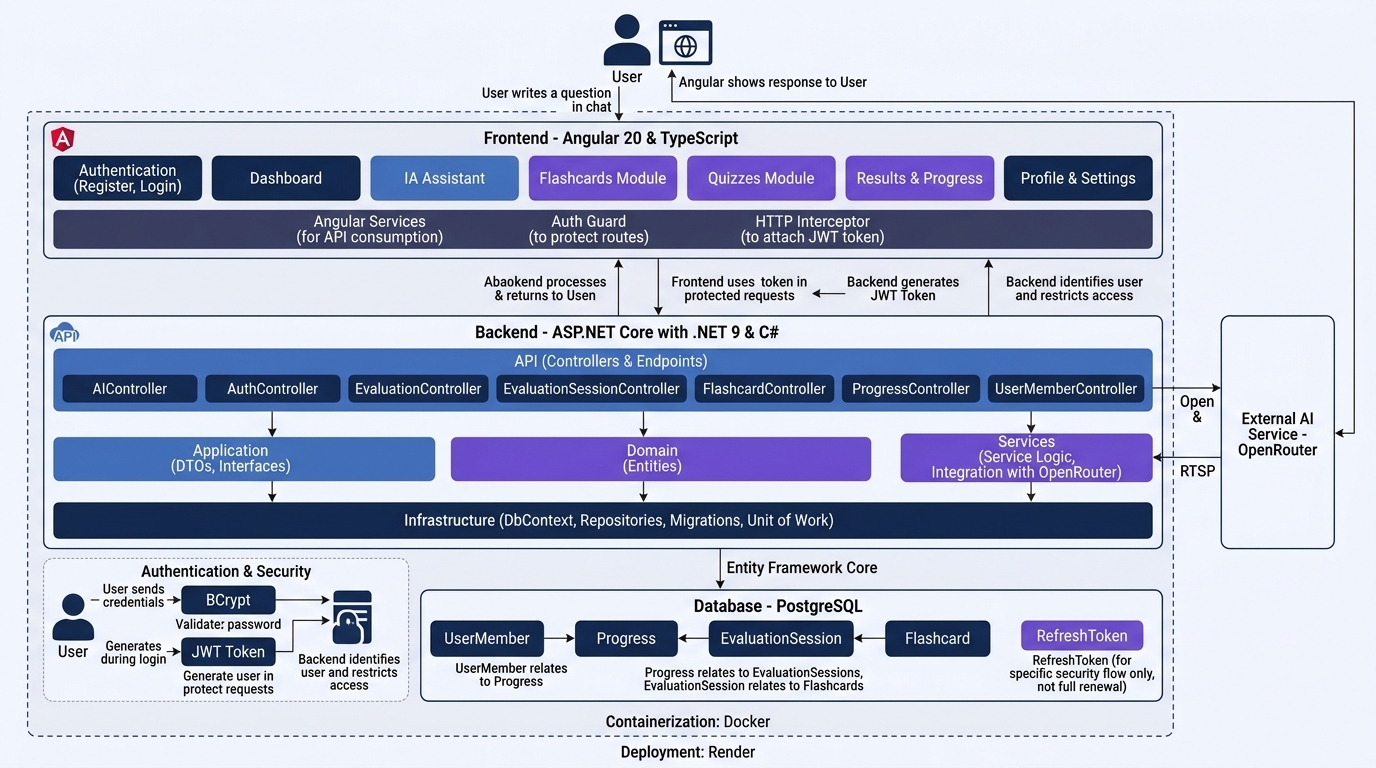 User
User writes a question
in chat
Angular shows response to User
Frontend - Angular 20 & TypeScript
Authentication
(Register, Login)
Dashboard
IA Assistant
Flashcards Module
Quizzes Module
Results & Progress
Profile & Settings
Angular Services
(for API consumption)
Auth Guard
(to protect routes)
HTTP Interceptor
(to attach JWT token)
Abaokend processes
& returns to Usen
Frontend uses token in
protected requests
Backend generates
JWT Token
Backend identifies user
and restricts access
API
Backend - ASP.NET Core with .NET 9 & C#
API (Controllers & Endpoints)
AIController
AuthController
EvaluationController
EvaluationSessionController
FlashcardController
ProgressController
UserMemberController
Open
&
RTSP
External AI
Service -
OpenRouter
Application
(DTOs, Interfaces)
Domain
(Entities)
Services
(Service Logic,
Integration with OpenRouter)
Infrastructure (DbContext, Repositories, Migrations, Unit of Work)
Entity Framework Core
Authentication & Security
User
User sends
credentials
BCrypt
Validate: password
Generates
during login
JWT Token
Generate user in
protect requests
Backend identifies
user and restricts
access
Database - PostgreSQL
UserMember
Progress
EvaluationSession
Flashcard
RefreshToken
UserMember relates
to Progress
Progress relates to EvaluationSessions,
EvaluationSession relates to Flashcards
RefreshToken (for
specific security flow only,
not full renewal)
Containerization: Docker
Deployment: Render